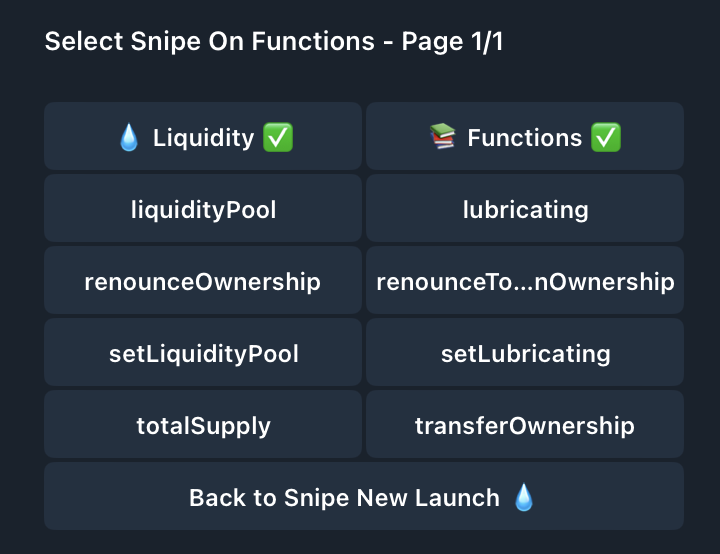 Select Snipe On Functions - Page 1/1
💧 Liquidity ✅
📚 Functions ✅
liquidityPool
lubricating
renounceOwnership
renounceTo...nOwnership
setLiquidityPool
setLubricating
totalSupply
transferOwnership
Back to Snipe New Launch 💧